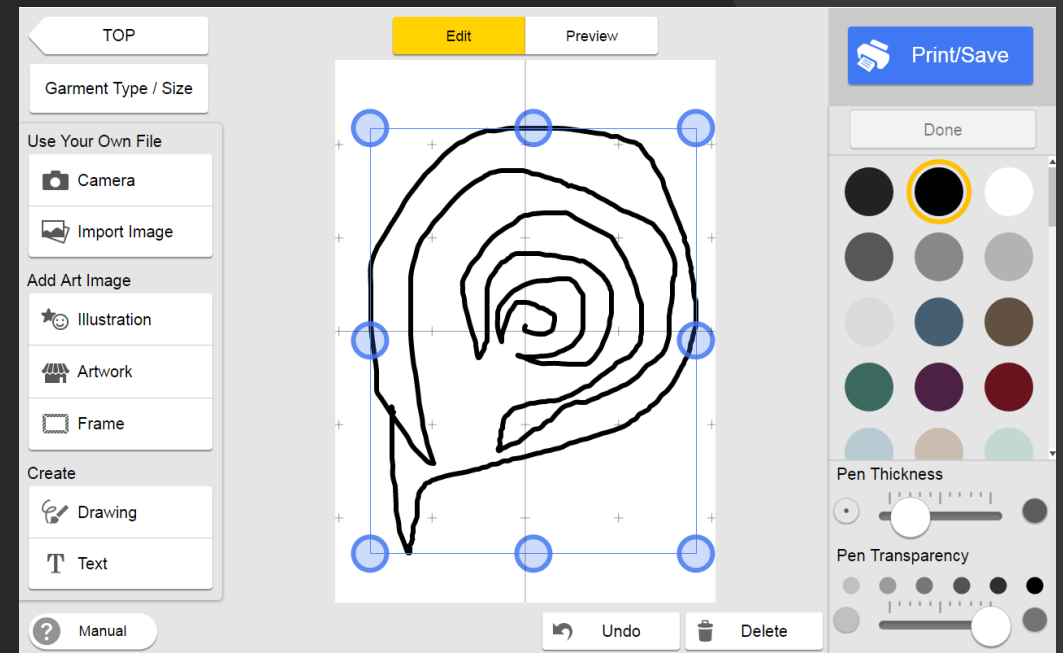 TOP
Garment Type / Size
Use Your Own File
Camera
Import Image
Add Art Image
Illustration
Artwork
Frame
Create
Drawing
T Text
? Manual
Edit
Preview
Undo
Delete
Print/Save
Done
Pen Thickness
Pen Transparency